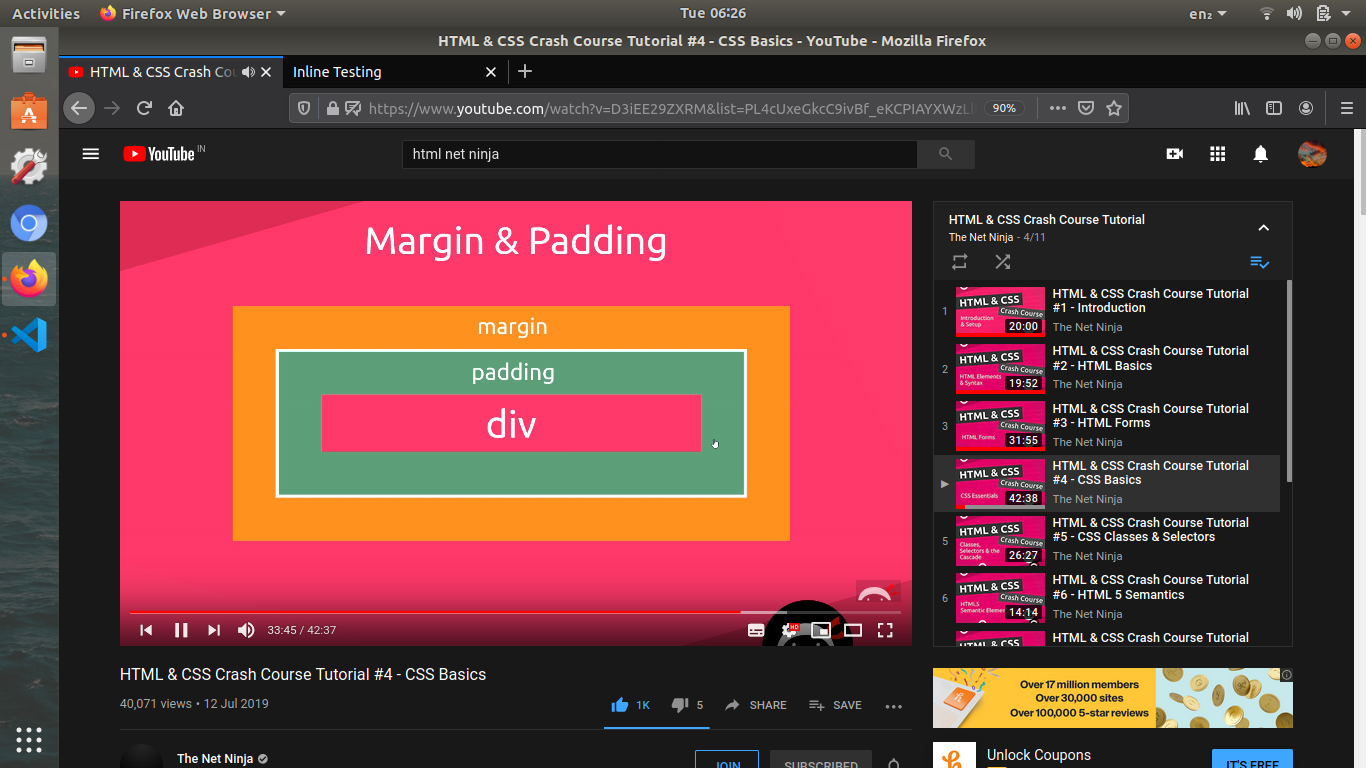 Activities
Firefox Web Browser
Tue 06:26
en₂
HTML & CSS Crash Course Tutorial #4 - CSS Basics - YouTube - Mozilla Firefox
HTML & CSS Crash Cou
Inline Testing
https://www.youtube.com/watch?v=D3iEE29ZXRM&list=PL4cUxeGkcC9ivBf_eKCPIAYXWzL
90%
YouTube IN
html net ninja
Margin & Padding
margin
padding
div
33:45 / 42:37
HD
HTML & CSS Crash Course Tutorial #4 - CSS Basics
40,071 views • 12 Jul 2019
1K
5
SHARE
SAVE
The Net Ninja
JOIN
SUBSCRIBED
HTML & CSS Crash Course Tutorial
The Net Ninja - 4/11
1
HTML & CSS
Crash Course
Introduction
& Setup
20:00
HTML & CSS Crash Course Tutorial
#1 - Introduction
The Net Ninja
2
HTML & CSS
Crash Course
HTML Elements
& Syntax
19:52
HTML & CSS Crash Course Tutorial
#2 - HTML Basics
The Net Ninja
3
HTML & CSS
Crash Course
HTML Forms
31:55
HTML & CSS Crash Course Tutorial
#3 - HTML Forms
The Net Ninja
HTML & CSS
Crash Course
CSS Essentials
42:38
HTML & CSS Crash Course Tutorial
#4 - CSS Basics
The Net Ninja
5
HTML & CSS
Crash Course
Classes,
Selectors & the
Cascade
26:27
HTML & CSS Crash Course Tutorial
#5 - CSS Classes & Selectors
The Net Ninja
6
HTML & CSS
Crash Course
HTML5
Semantic Elemen
14:14
HTML & CSS Crash Course Tutorial
#6 - HTML 5 Semantics
The Net Ninja
HTML & CSS
HTML & CSS Crash Course Tutorial
Over 17 million members
Over 30,000 sites
Over 100,000 5-star reviews
Unlock Coupons
IT'S FREE